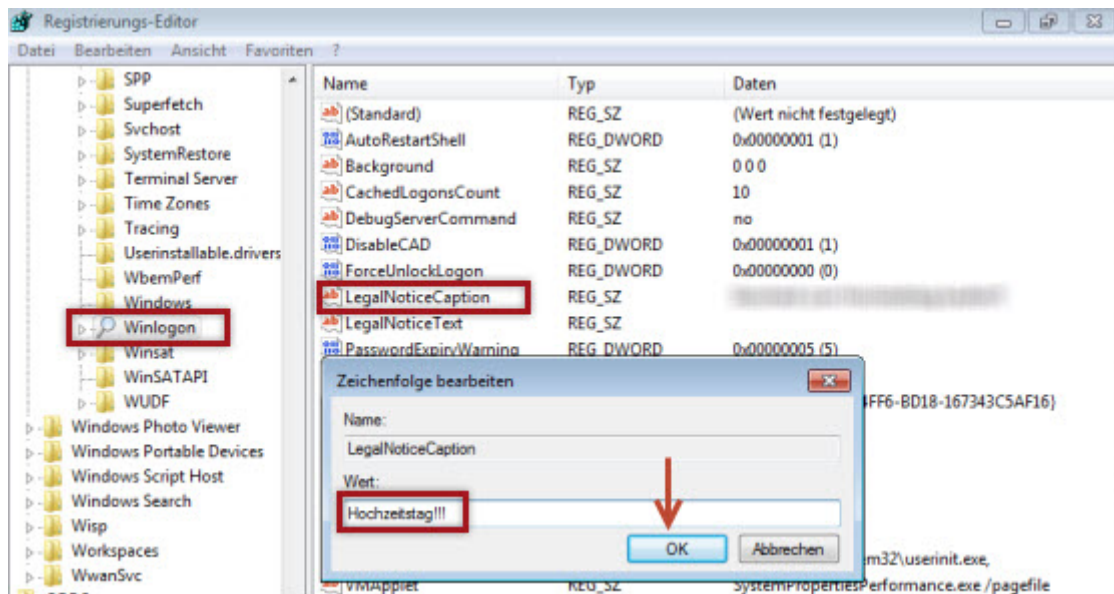 Registrierungs-Editor
Datei Bearbeiten Ansicht Favoriten ?
SPP
Superfetch
Svchost
SystemRestore
Terminal Server
Time Zones
Tracing
Userinstallable.drivers
WbemPerf
Windows
Winlogon
Winsat
WinSATAPI
WUDF
Windows Photo Viewer
Windows Portable Devices
Windows Script Host
Windows Search
Wisp
Workspaces
WwanSvc
Name Typ Daten
(Standard) REG_SZ (Wert nicht festgelegt)
AutoRestartShell REG_DWORD 0x00000001 (1)
Background REG_SZ 0 0 0
CachedLogonsCount REG_SZ 10
DebugServerCommand REG_SZ no
DisableCAD REG_DWORD 0x00000001 (1)
ForceUnlockLogon REG_DWORD 0x00000000 (0)
LegalNoticeCaption REG_SZ
LegalNoticeText REG_SZ
PasswordExpiryWarning REG_DWORD 0x00000005 (5)
Zeichenfolge bearbeiten
4FF6-BD18-167343C5AF16}
Name:
LegalNoticeCaption
Wert:
Hochzeitstag!!!
OK Abbrechen
em32\userinit.exe,
VMApplet REG_SZ SystemPropertiesPerformance.exe /pagefile